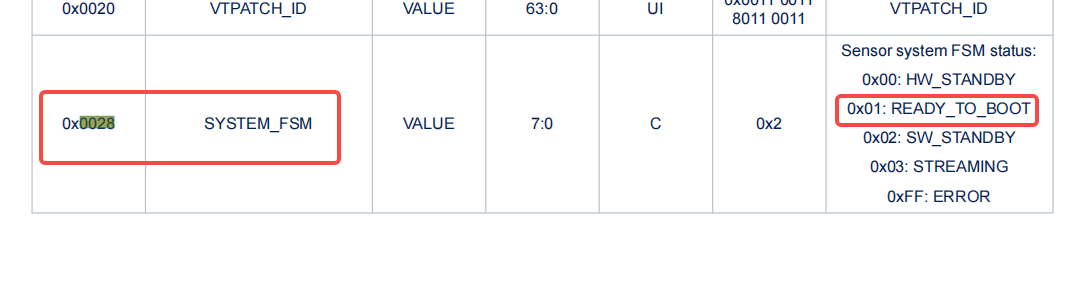 0x0020 VTPATCH_ID VALUE 63:0 UI 0x0011 0011 VTPATCH_ID
8011 0011
Sensor system FSM status:
0x00: HW_STANDBY
0x0028 SYSTEM_FSM VALUE 7:0 C 0x2 0x01: READY_TO_BOOT
0x02: SW_STANDBY
0x03: STREAMING
0xFF: ERROR